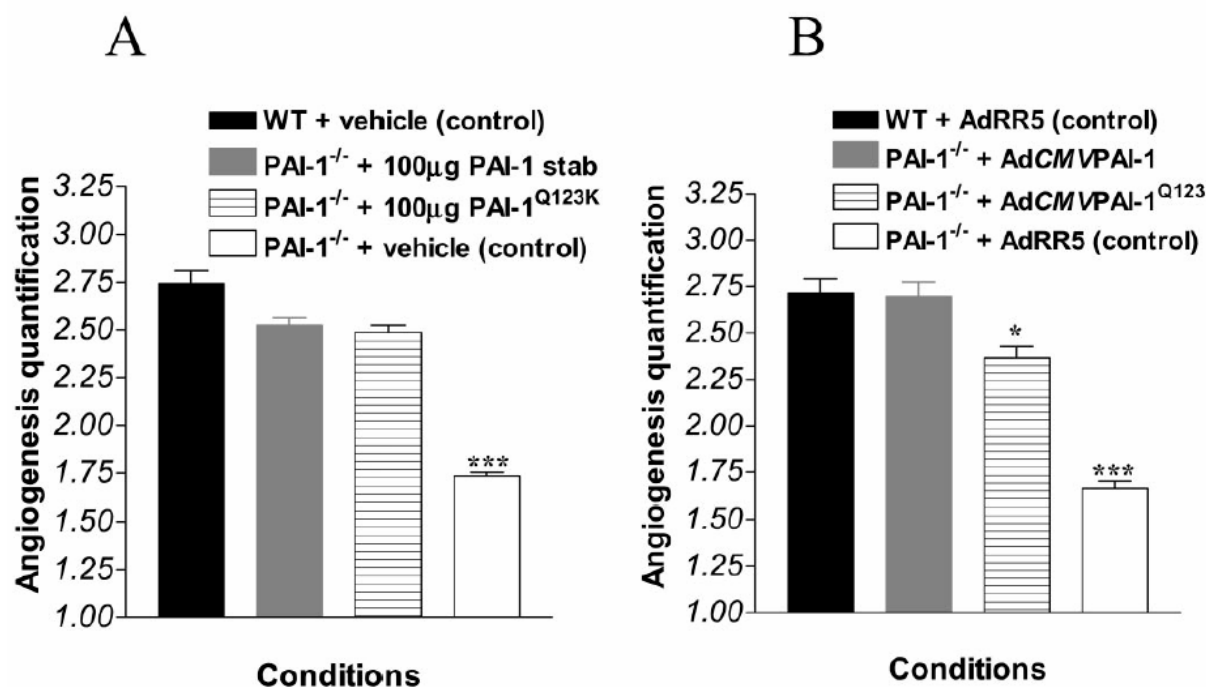 A
WT + vehicle (control)
PAI-1-/- + 100µg PAI-1 stab
PAI-1-/- + 100µg PAI-1Q123K
PAI-1-/- + vehicle (control)
Angiogenesis quantification
3.25
3.00
2.75
2.50
2.25
2.00
1.75
1.50
1.25
1.00
***
Conditions
B
WT + AdRR5 (control)
PAI-1-/- + AdCMVPAI-1
PAI-1-/- + AdCMVPAI-1Q123
PAI-1-/- + AdRR5 (control)
Angiogenesis quantification
3.25
3.00
2.75
2.50
2.25
2.00
1.75
1.50
1.25
1.00
*
***
Conditions